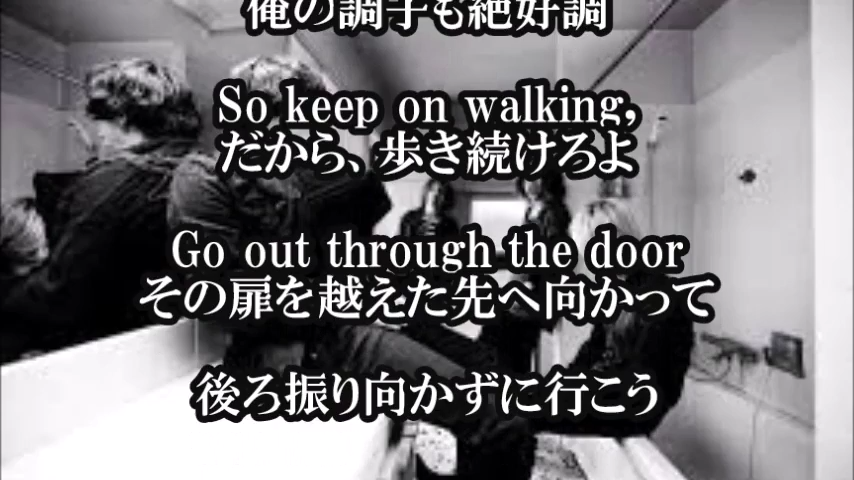 俺の調子も絶好調
So keep on walking,
だから、歩き続けろよ
Go out through the door
その扉を越えた先へ向かって
後ろ振り向かずに行こう